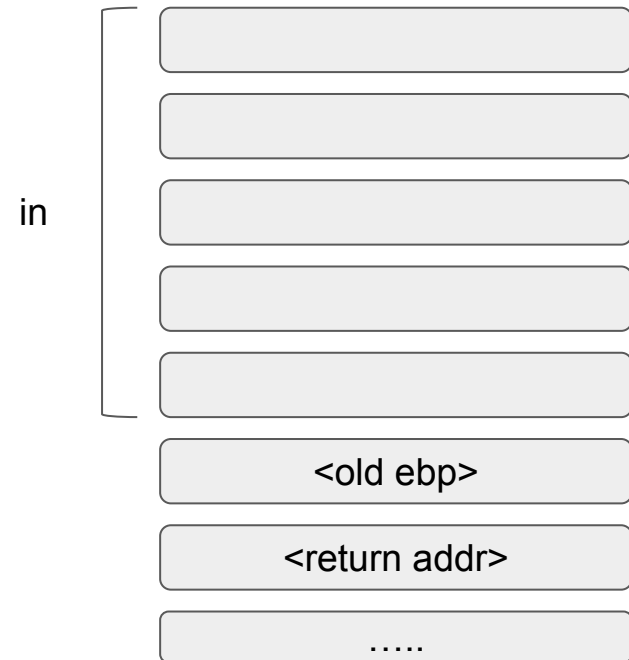 in
<old ebp>
<return addr>
…..